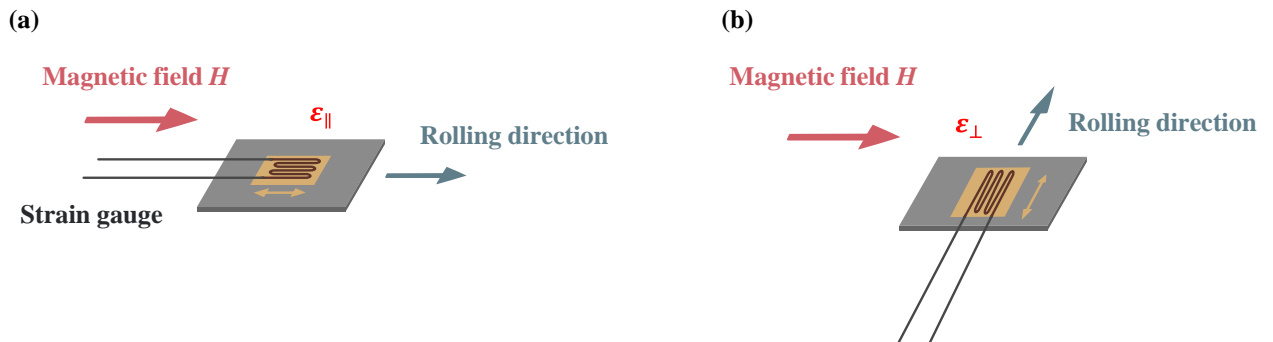 (a)
Magnetic field H
ε∥
Rolling direction
Strain gauge
(b)
Magnetic field H
ε⊥
Rolling direction